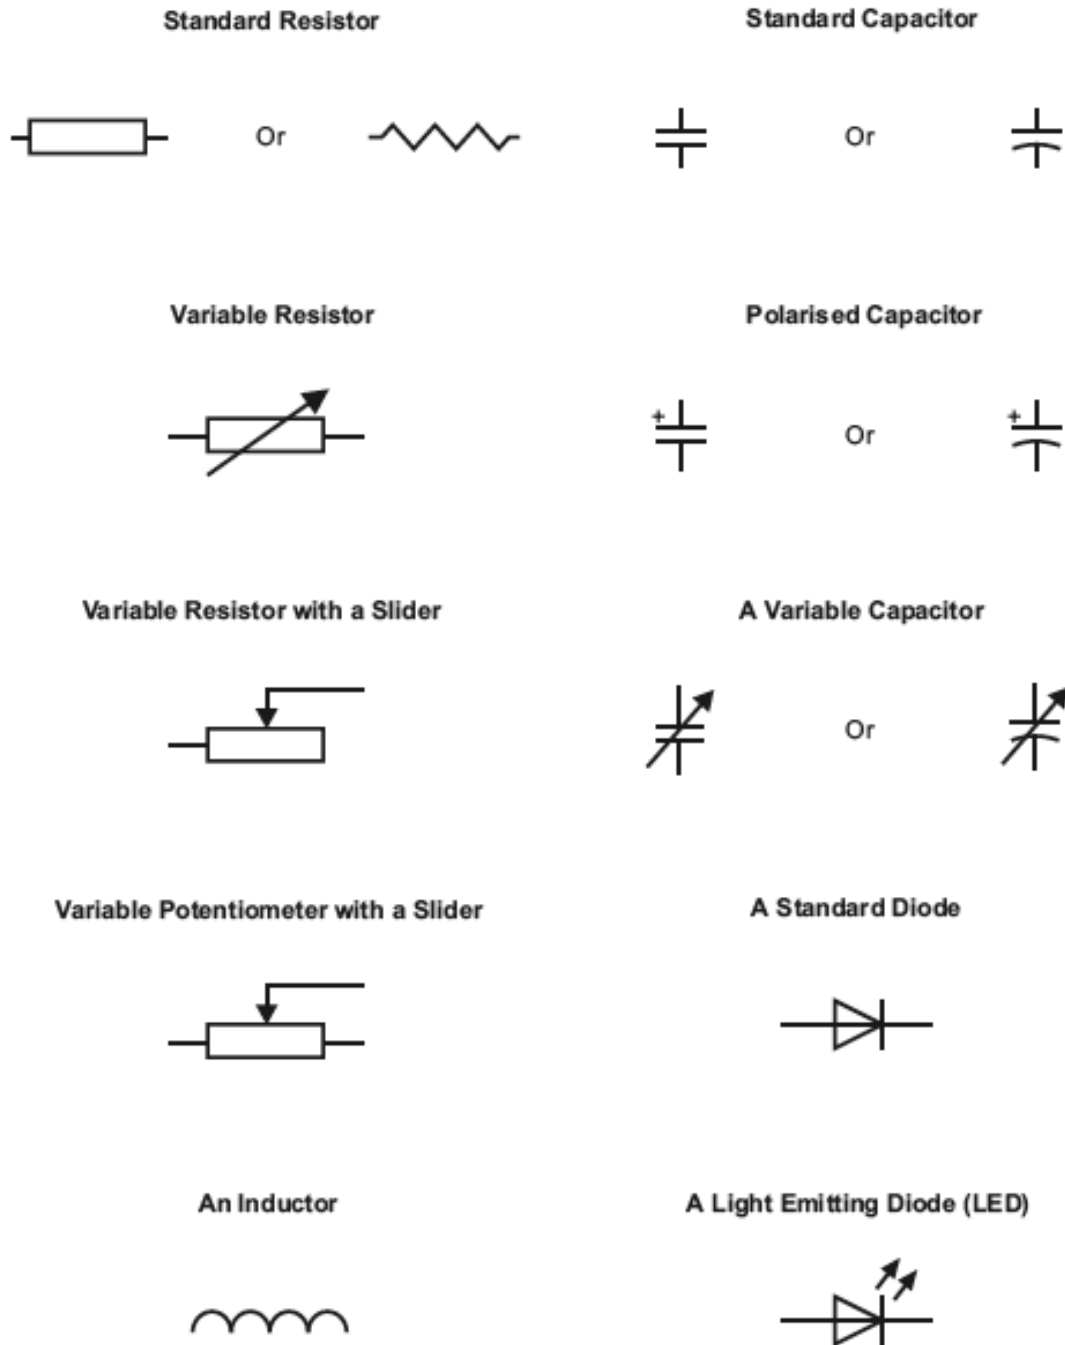 Standard Resistor
Standard Capacitor
Or
Or
Variable Resistor
Polarised Capacitor
+
Or
+
Variable Resistor with a Slider
A Variable Capacitor
Or
Variable Potentiometer with a Slider
A Standard Diode
An Inductor
A Light Emitting Diode (LED)